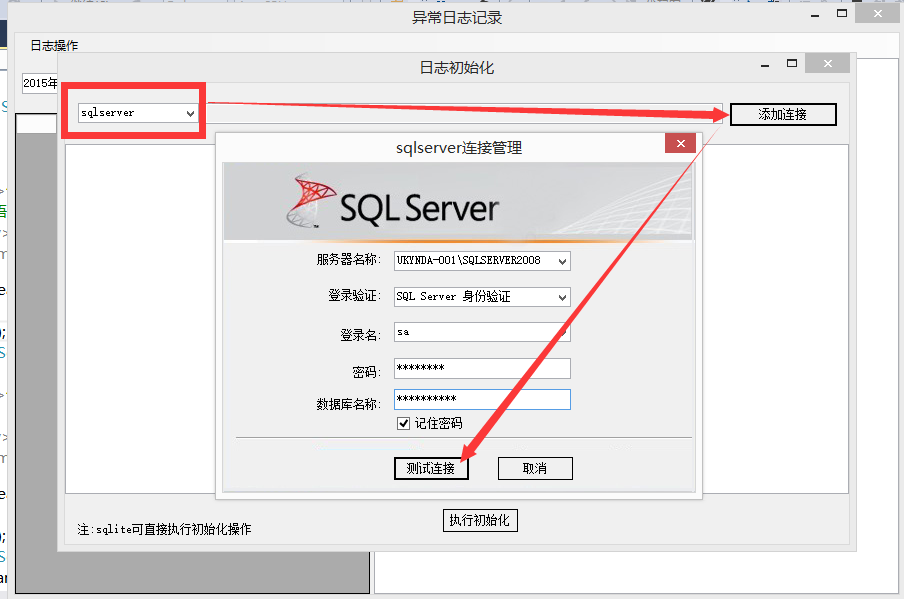 异常日志记录
日志操作
日志初始化
2015年
sqlserver
添加连接
sqlserver连接管理
SQL Server
服务器名称:
UKYNDA-001\SQLSERVER2008
登录验证:
SQL Server 身份验证
登录名:
sa
密码:
********
数据库名称:
**********
记住密码
测试连接
取消
执行初始化
注:sqlite可直接执行初始化操作